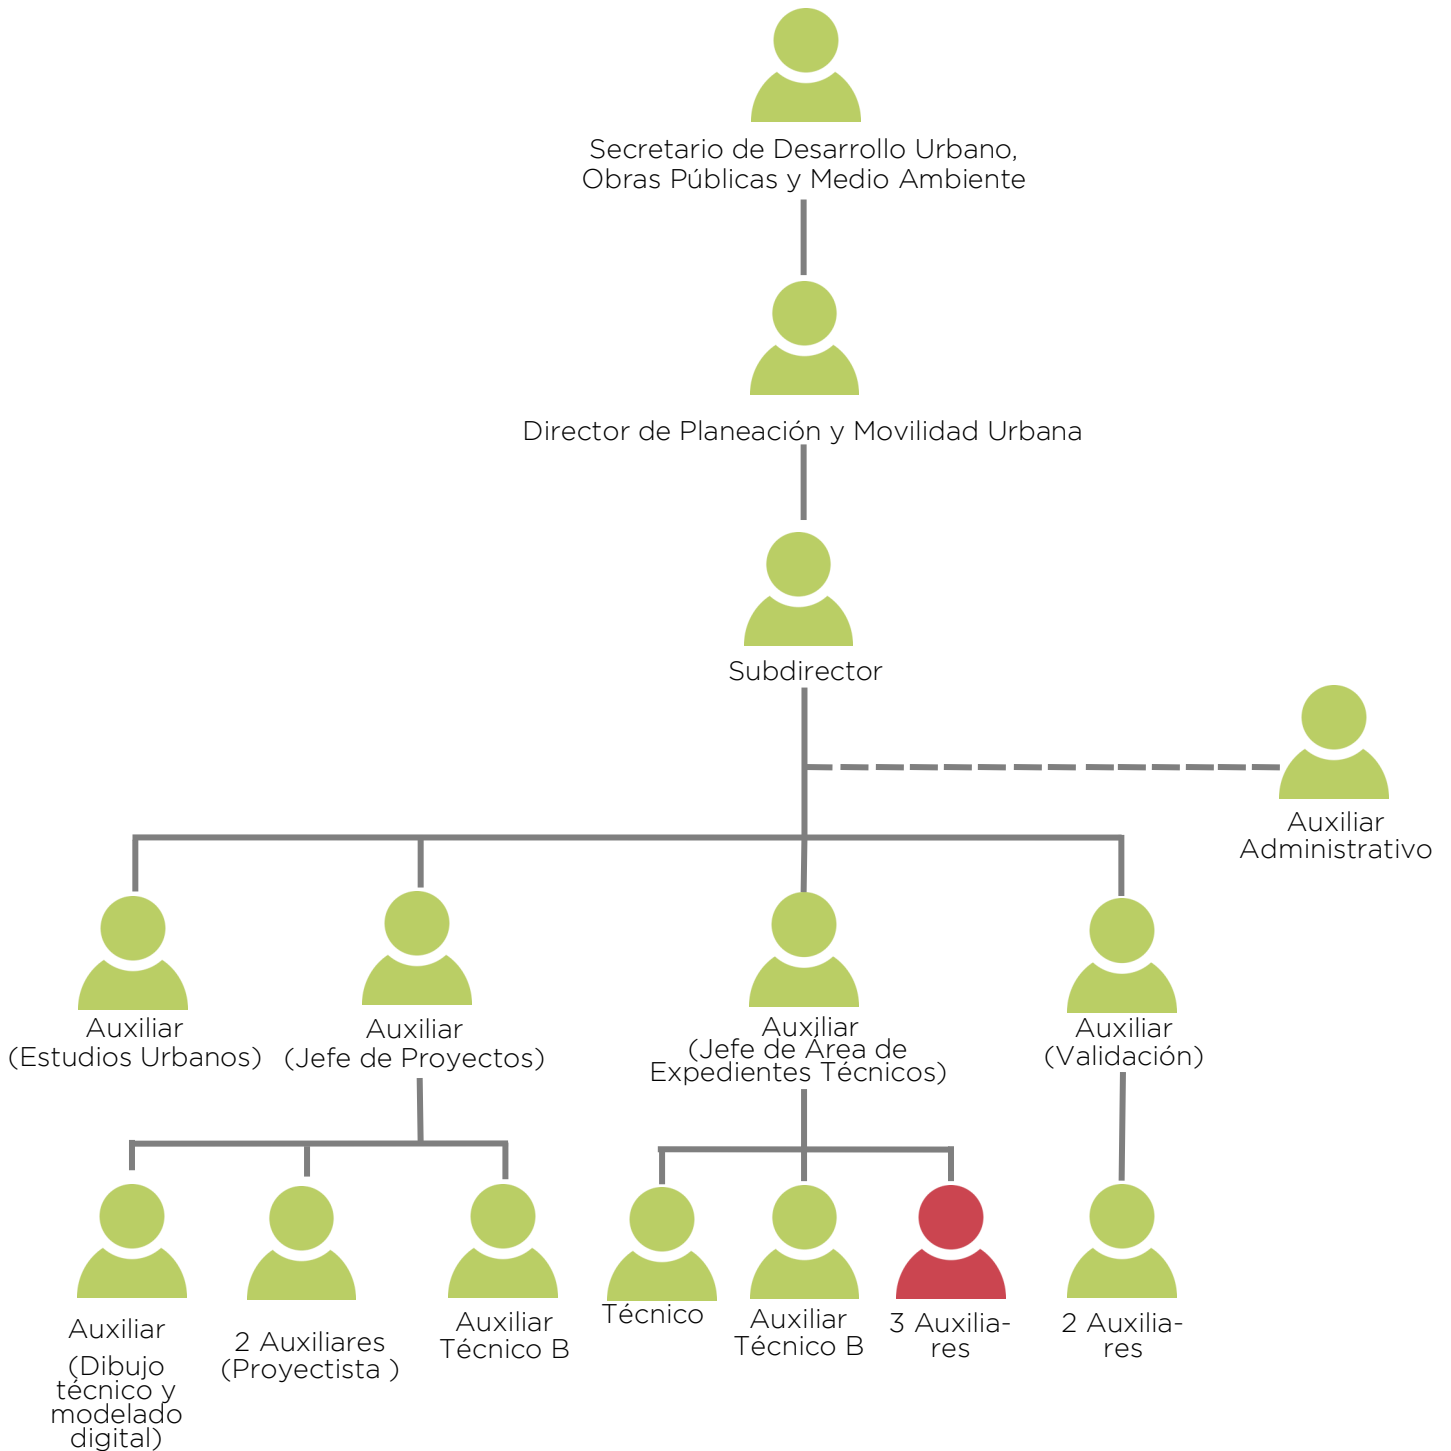 Secretario de Desarrollo Urbano,
Obras Públicas y Medio Ambiente
Director de Planeación y Movilidad Urbana
Subdirector
Auxiliar
Administrativo
Auxiliar
(Estudios Urbanos)
Auxiliar
(Jefe de Proyectos)
Auxiliar
(Jefe de Área de
Expedientes Técnicos)
Auxiliar
(Validación)
Auxiliar
(Dibujo
técnico y
modelado
digital)
2 Auxiliares
(Proyectista )
Auxiliar
Técnico B
Técnico
Auxiliar
Técnico B
3 Auxilia-
res
2 Auxilia-
res